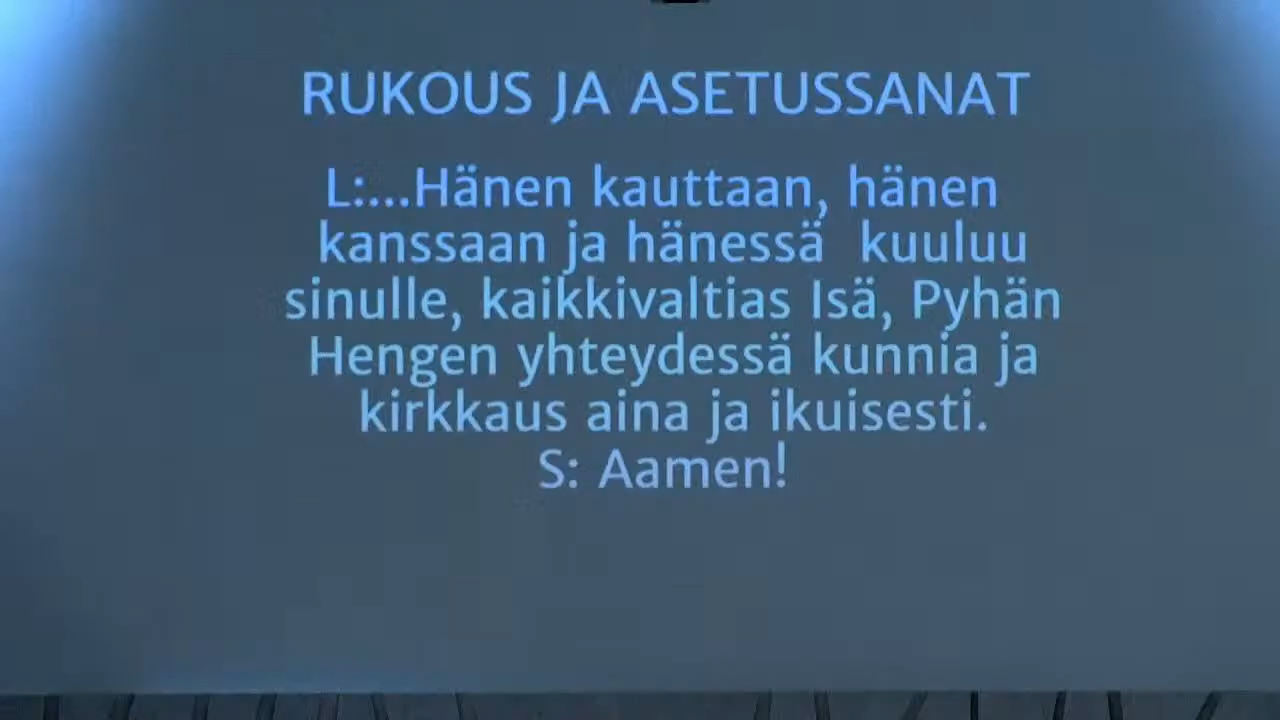 RUKOUS JA ASETUSSANAT
L:...Hänen kauttaan, hänen
kanssaan ja hänessä  kuuluu
sinulle, kaikkivaltias Isä, Pyhän
Hengen yhteydessä kunnia ja
kirkkaus aina ja ikuisesti.
S: Aamen!